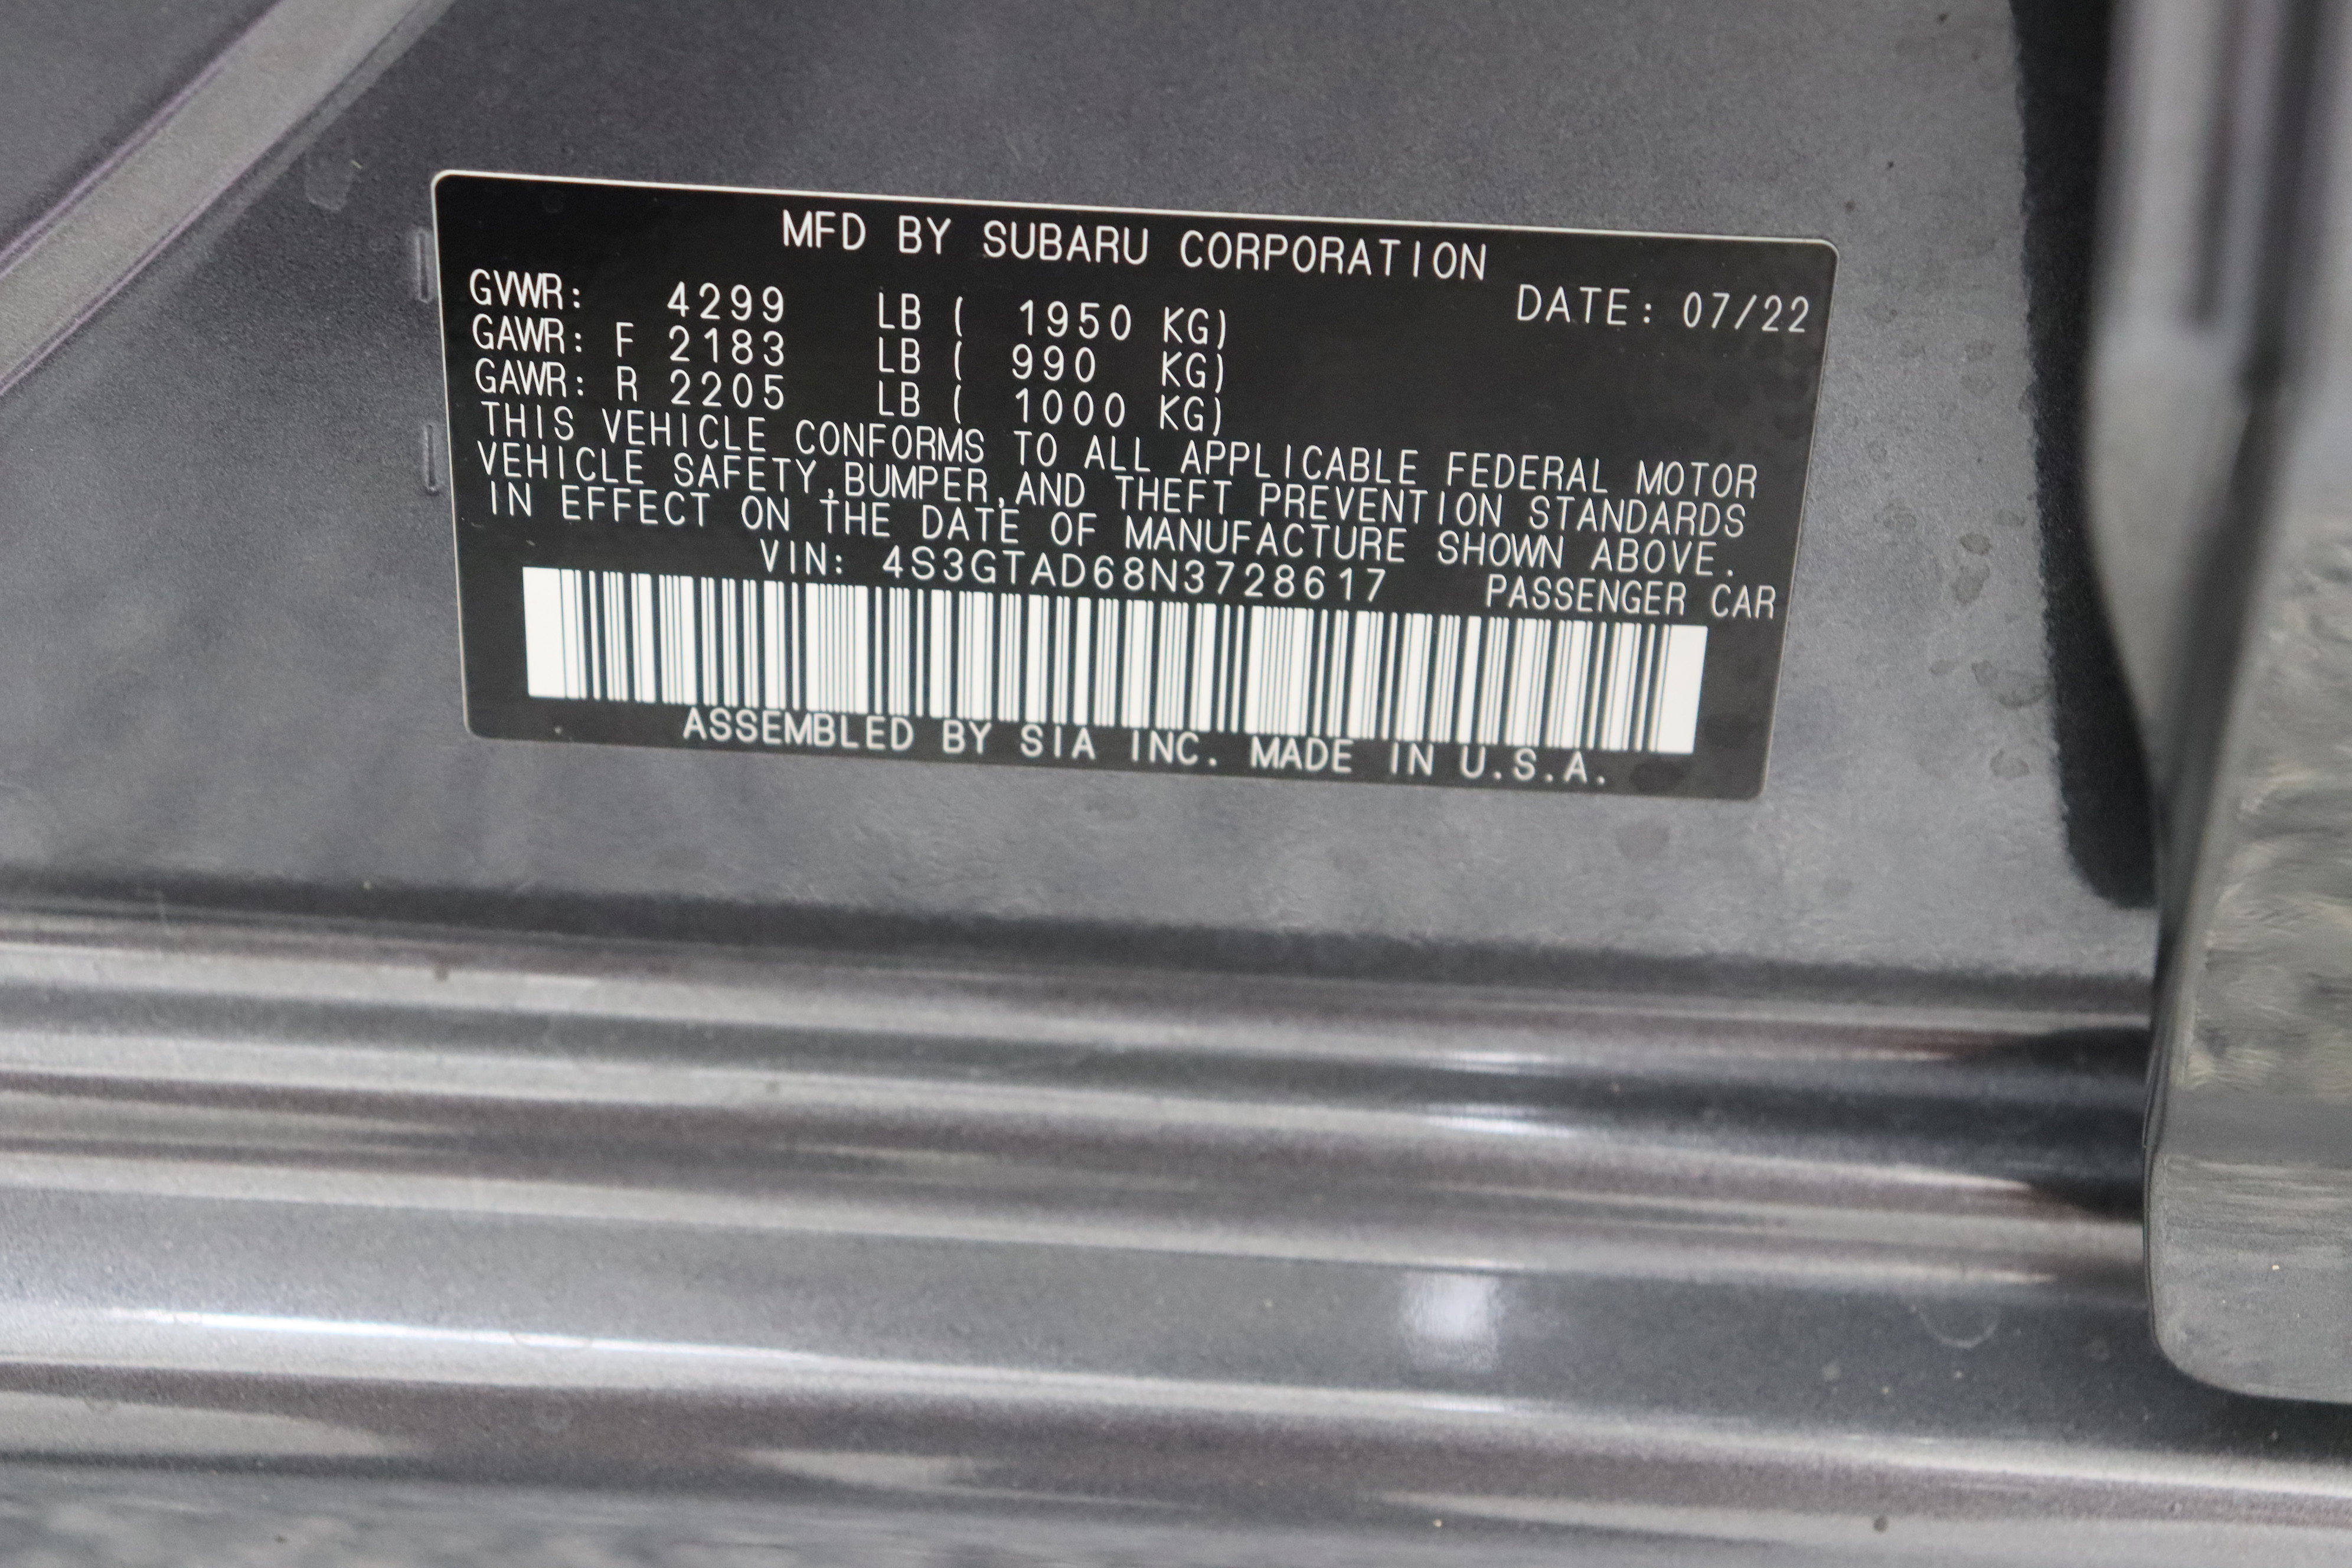 MFD BY SUBARU CORPORATION
GVWR: 4299 LB ( 1950 KG) DATE: 07/22
GAWR: F 2183 LB ( 990 KG)
GAWR: R 2205 LB ( 1000 KG)
THIS VEHICLE CONFORMS TO ALL APPLICABLE FEDERAL MOTOR
VEHICLE SAFETY,BUMPER,AND THEFT PREVENTION STANDARDS
IN EFFECT ON THE DATE OF MANUFACTURE SHOWN ABOVE.
VIN: 4S3GTAD68N3728617 PASSENGER CAR
ASSEMBLED BY SIA INC. MADE IN U.S.A.